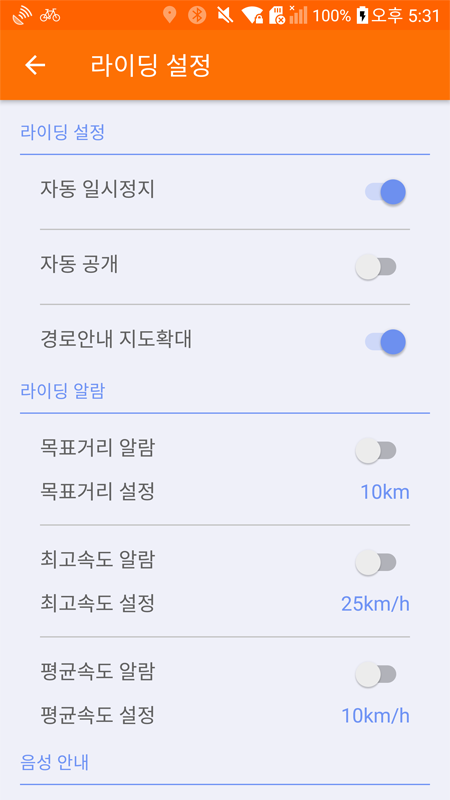 100% 오후 5:31
라이딩 설정
라이딩 설정
자동 일시정지
자동 공개
경로안내 지도확대
라이딩 알람
목표거리 알람
목표거리 설정 10km
최고속도 알람
최고속도 설정 25km/h
평균속도 알람
평균속도 설정 10km/h
음성 안내